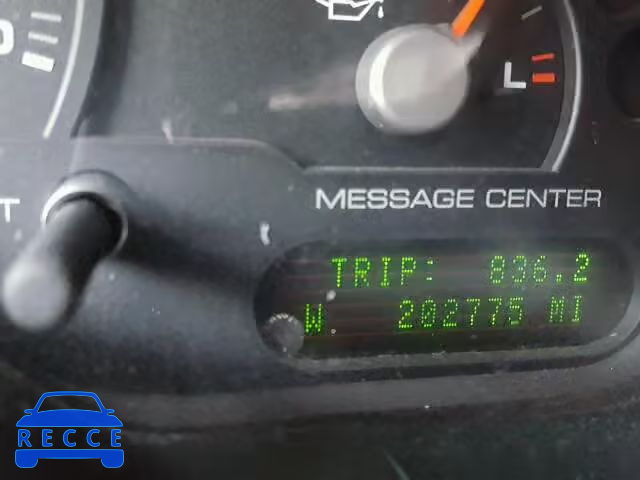 L
T
MESSAGE CENTER
TRIP: 836.2
W 202775 MI
RECCE